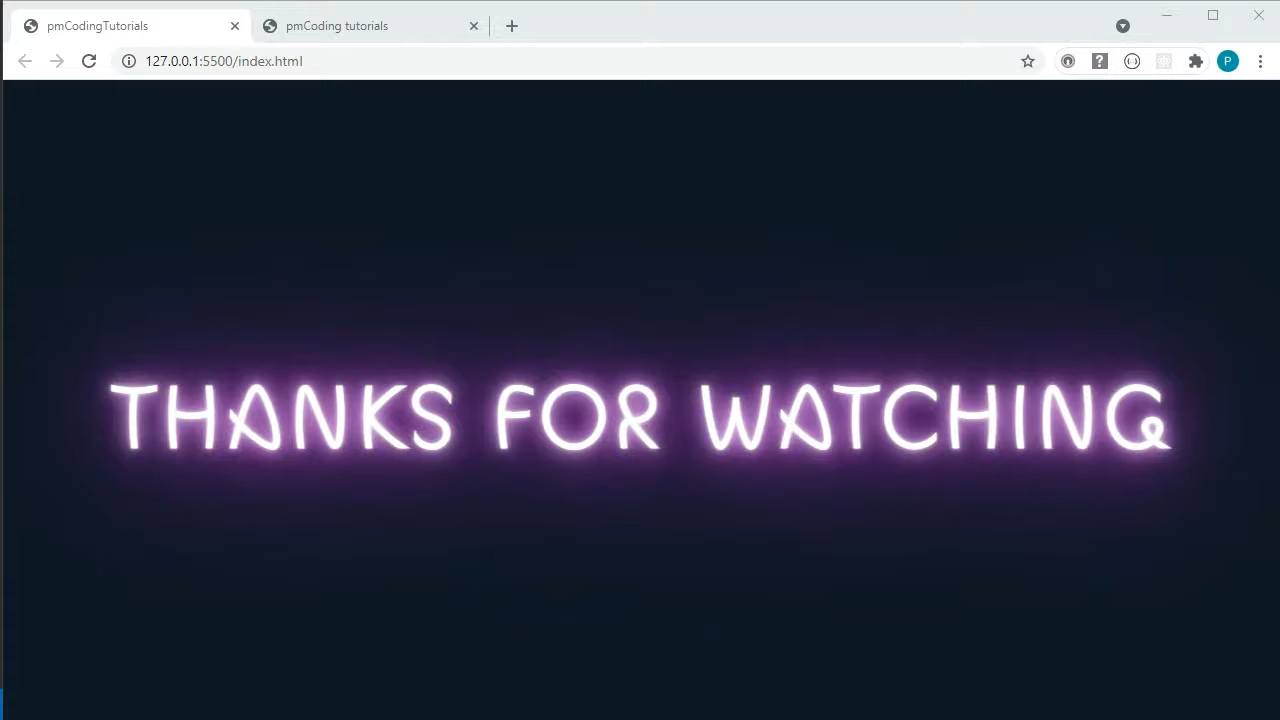 pmCodingTutorials
pmCoding tutorials
127.0.0.1:5500/index.html
P
THANKS FOR WATCHING